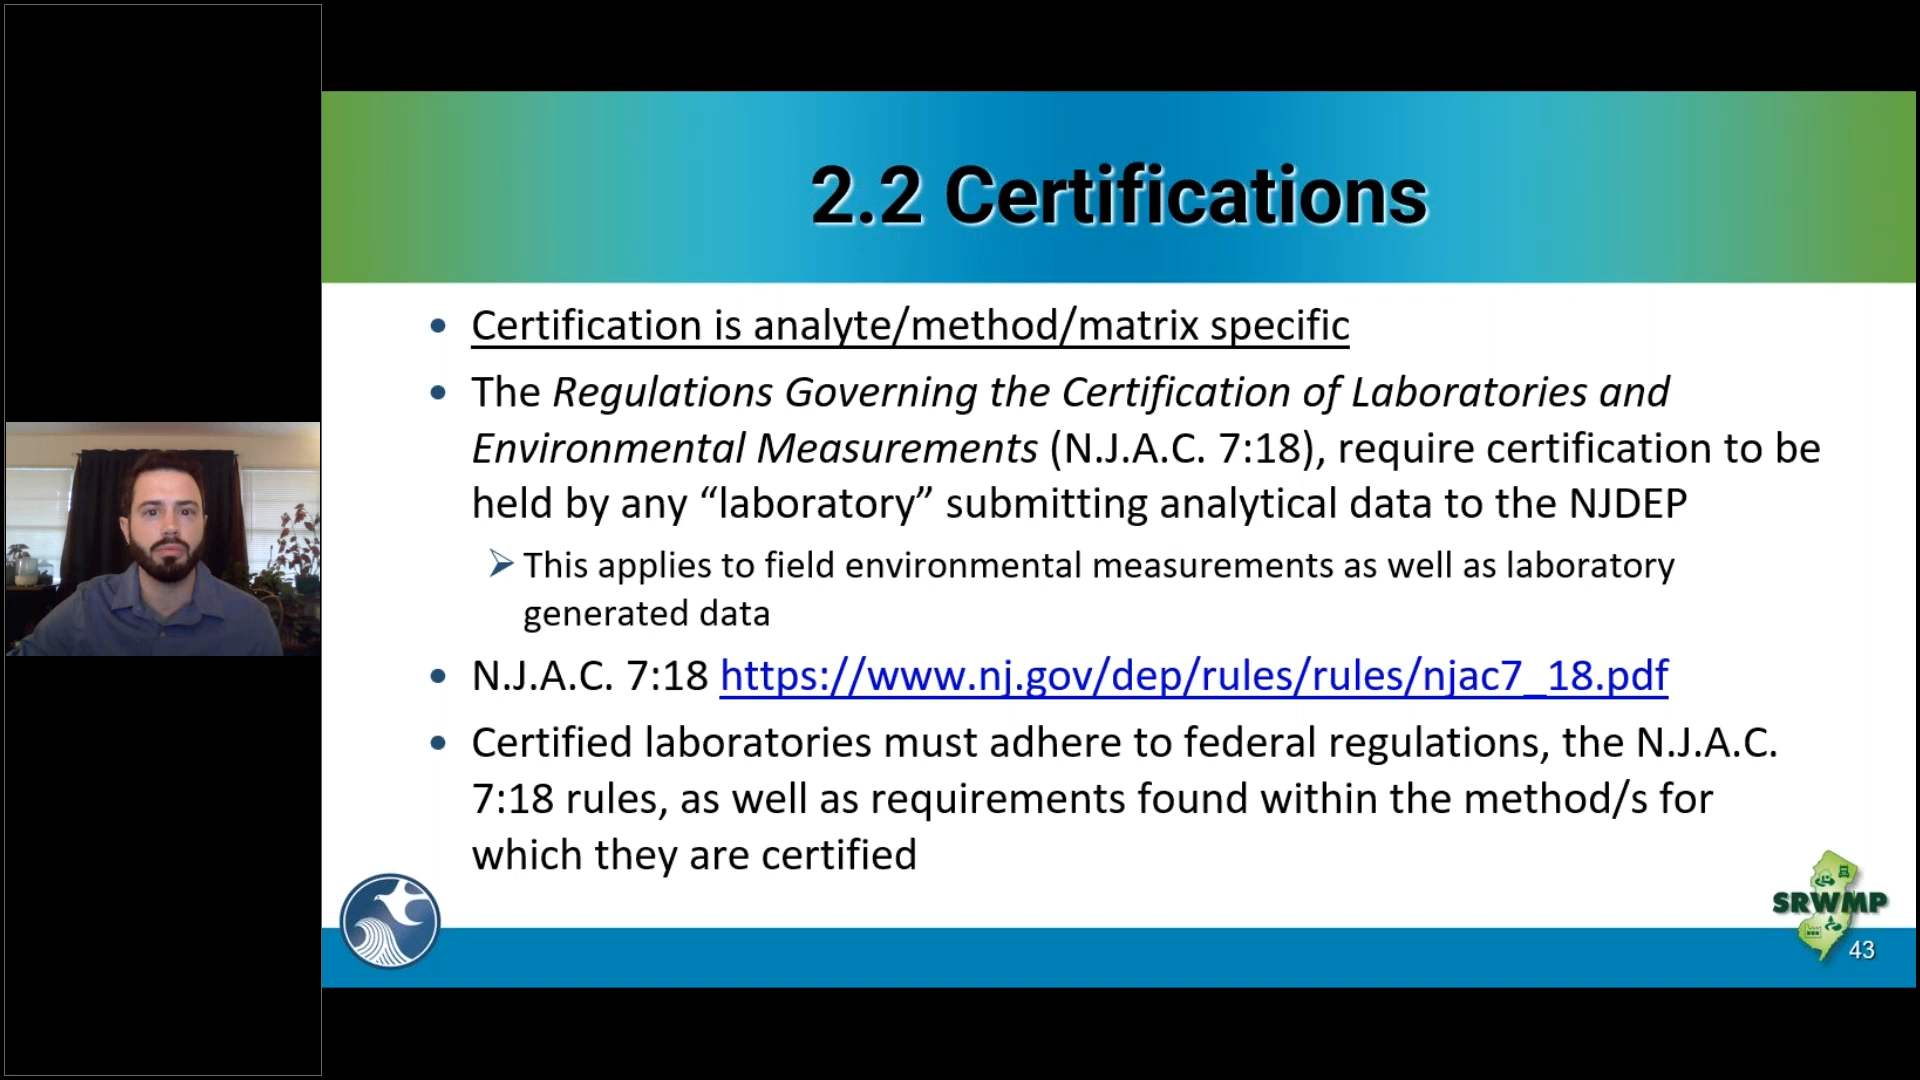 2.2 Certifications
• Certification is analyte/method/matrix specific
• The Regulations Governing the Certification of Laboratories and
Environmental Measurements (N.J.A.C. 7:18), require certification to be
held by any “laboratory” submitting analytical data to the NJDEP
➢ This applies to field environmental measurements as well as laboratory
generated data
• N.J.A.C. 7:18 https://www.nj.gov/dep/rules/rules/njac7_18.pdf
• Certified laboratories must adhere to federal regulations, the N.J.A.C.
7:18 rules, as well as requirements found within the method/s for
which they are certified
SRWMP
43